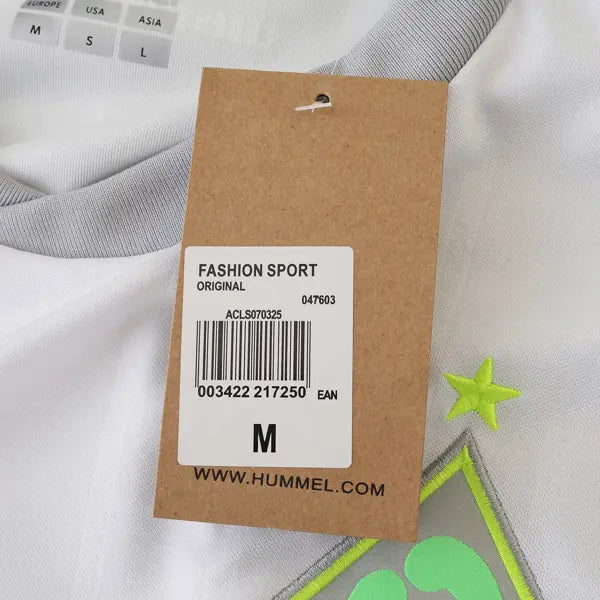 EUROPE USA ASIA
M S L
FASHION SPORT
ORIGINAL
047603
ACLS070325
003422 217250 EAN
M
WWW.HUMMEL.COM